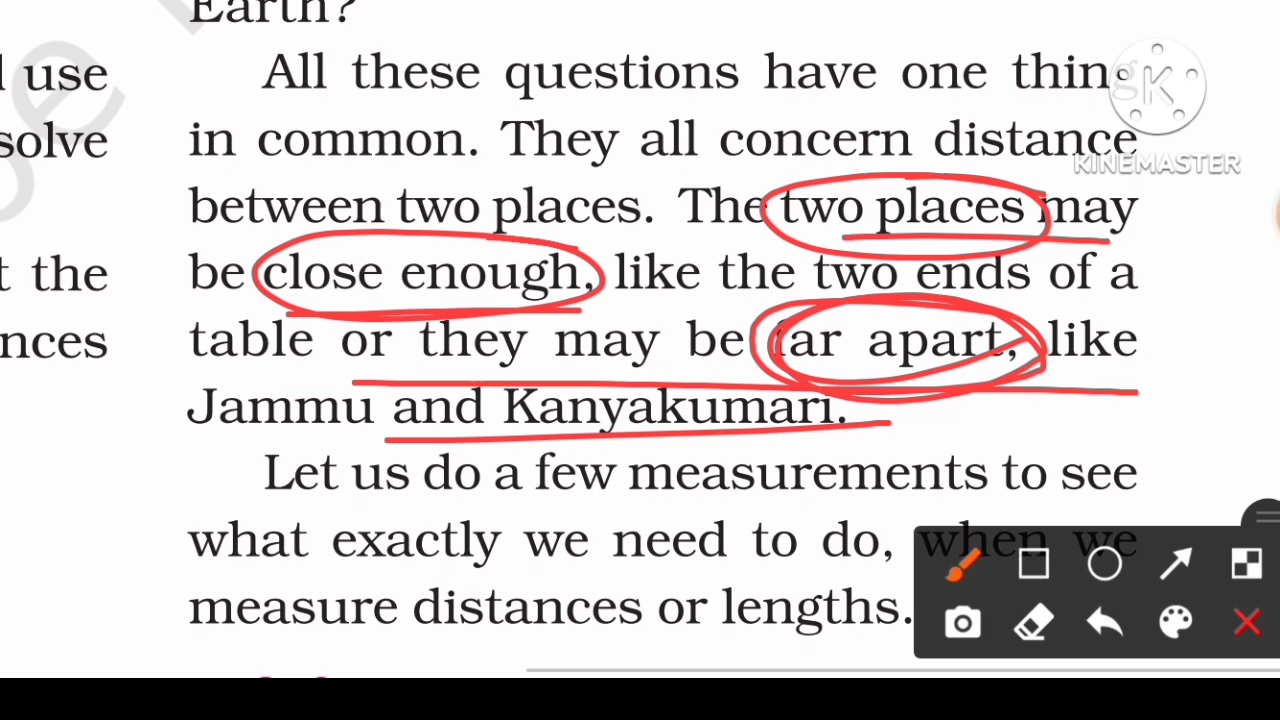 Earth?
l use
All these questions have one thing
solve
in common. They all concern distance
KINEMASTER
between two places. The two places may
t the
be close enough, like the two ends of a
nces
table or they may be far apart, like
Jammu and Kanyakumari.
Let us do a few measurements to see
what exactly we need to do, when we
measure distances or lengths.